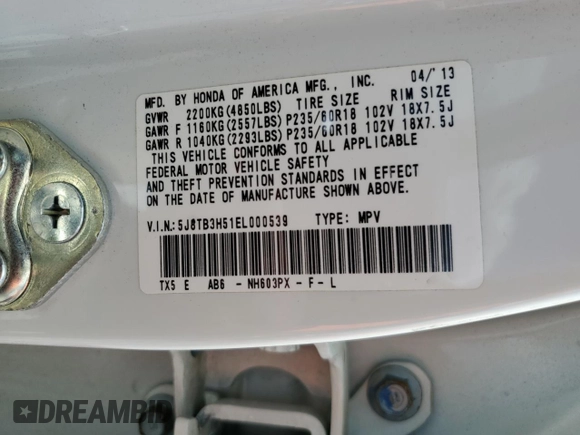 MFD. BY HONDA OF AMERICA MFG., INC. 04/'13
GVWR 2200KG(4850LBS) TIRE SIZE RIM SIZE
GAWR F 1160KG(2557LBS) P235/60R18 102V 18X7.5J
GAWR R 1040KG(2293LBS) P235/60R18 102V 18X7.5J
THIS VEHICLE CONFORMS TO ALL APPLICABLE
FEDERAL MOTOR VEHICLE SAFETY
AND THEFT PREVENTION STANDARDS IN EFFECT
ON THE DATE OF MANUFACTURE SHOWN ABOVE.
V.I.N.:5J8TB3H51EL000539 TYPE: MPV
TX5 E AB6 - NH603PX - F - L
DREAMBID